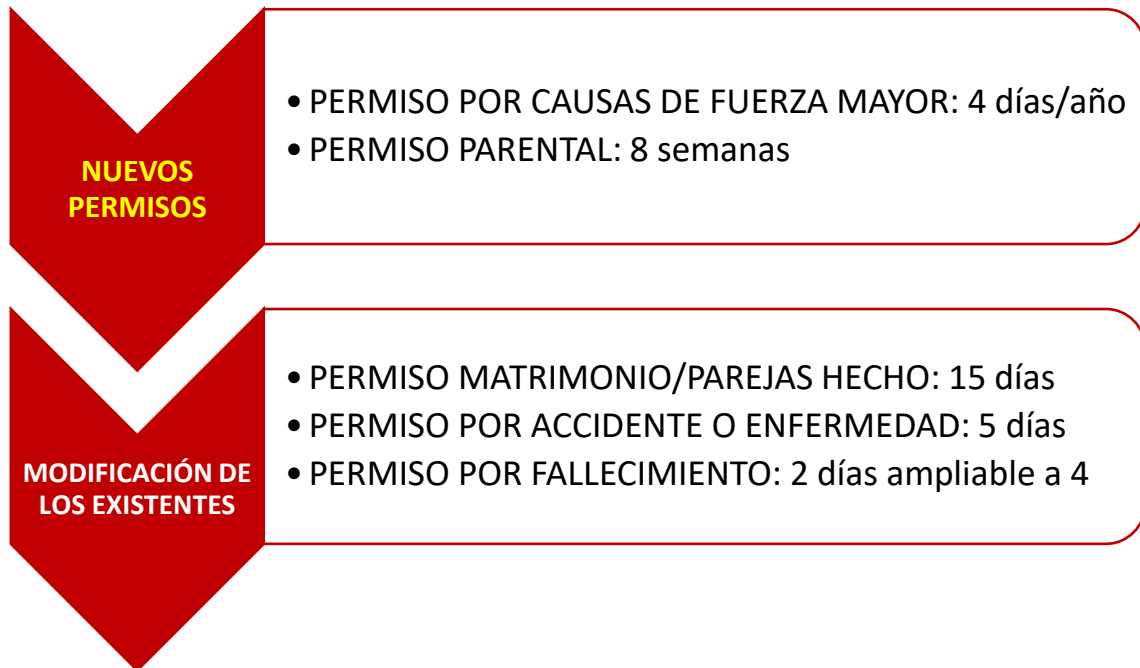 NUEVOS
PERMISOS
• PERMISO POR CAUSAS DE FUERZA MAYOR: 4 días/año
• PERMISO PARENTAL: 8 semanas
MODIFICACIÓN DE
LOS EXISTENTES
• PERMISO MATRIMONIO/PAREJAS HECHO: 15 días
• PERMISO POR ACCIDENTE O ENFERMEDAD: 5 días
• PERMISO POR FALLECIMIENTO: 2 días ampliable a 4